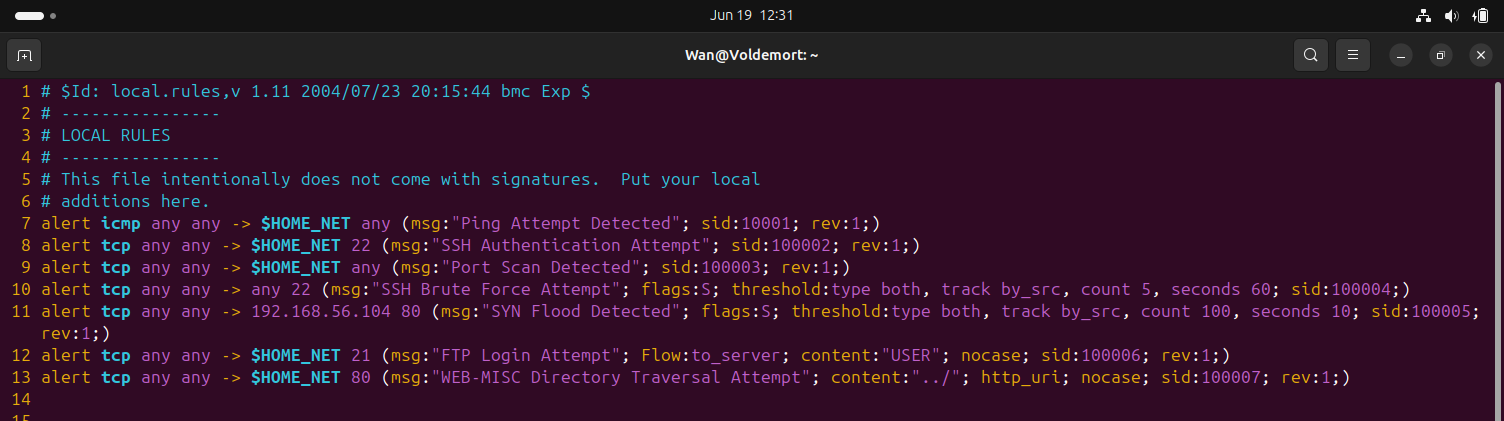 Jun 19 12:31
Wan@Voldemort: ~
1 # $Id: local.rules,v 1.11 2004/07/23 20:15:44 bmc Exp $
2 # ----------------
3 # LOCAL RULES
4 # ----------------
5 # This file intentionally does not come with signatures.  Put your local
6 # additions here.
7 alert icmp any any -> $HOME_NET any (msg:"Ping Attempt Detected"; sid:10001; rev:1;)
8 alert tcp any any -> $HOME_NET 22 (msg:"SSH Authentication Attempt"; sid:100002; rev:1;)
9 alert tcp any any -> $HOME_NET any (msg:"Port Scan Detected"; sid:100003; rev:1;)
10 alert tcp any any -> any 22 (msg:"SSH Brute Force Attempt"; flags:S; threshold:type both, track by_src, count 5, seconds 60; sid:100004;)
11 alert tcp any any -> 192.168.56.104 80 (msg:"SYN Flood Detected"; flags:S; threshold:type both, track by_src, count 100, seconds 10; sid:100005;
rev:1;)
12 alert tcp any any -> $HOME_NET 21 (msg:"FTP Login Attempt"; Flow:to_server; content:"USER"; nocase; sid:100006; rev:1;)
13 alert tcp any any -> $HOME_NET 80 (msg:"WEB-MISC Directory Traversal Attempt"; content:"../"; http_uri; nocase; sid:100007; rev:1;)
14
15